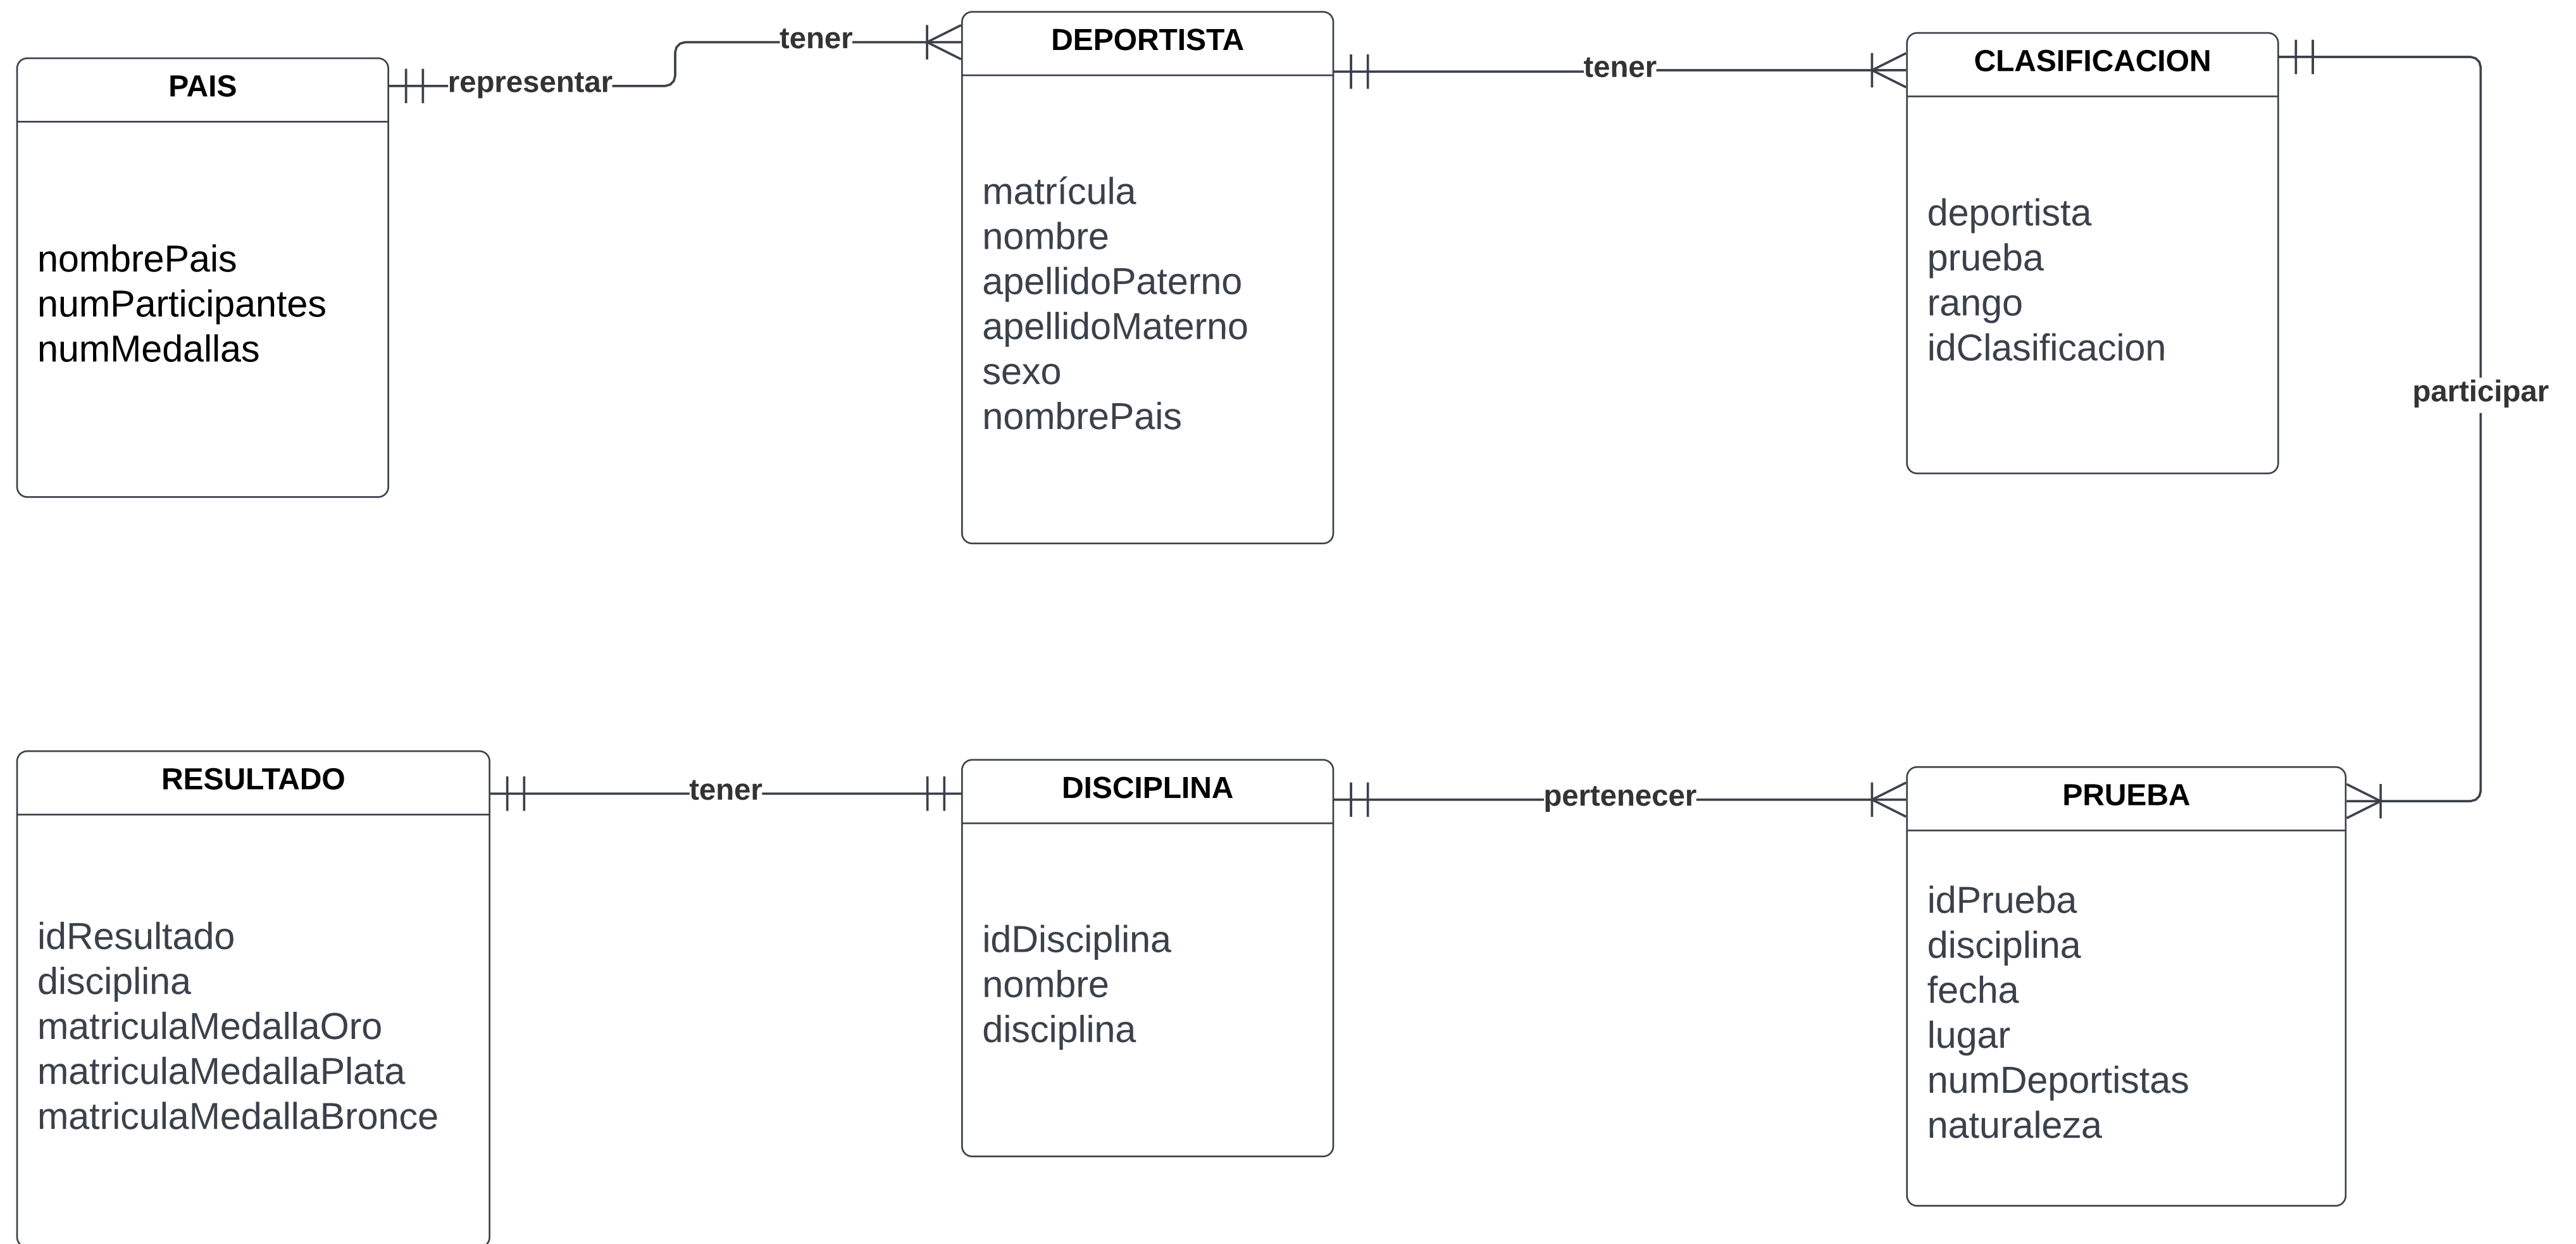 PAIS
nombrePais
numParticipantes
numMedallas
representar
tener
DEPORTISTA
matrícula
nombre
apellidoPaterno
apellidoMaterno
sexo
nombrePais
tener
CLASIFICACION
deportista
prueba
rango
idClasificacion
participar
RESULTADO
idResultado
disciplina
matriculaMedallaOro
matriculaMedallaPlata
matriculaMedallaBronce
tener
DISCIPLINA
idDisciplina
nombre
disciplina
pertenecer
PRUEBA
idPrueba
disciplina
fecha
lugar
numDeportistas
naturaleza